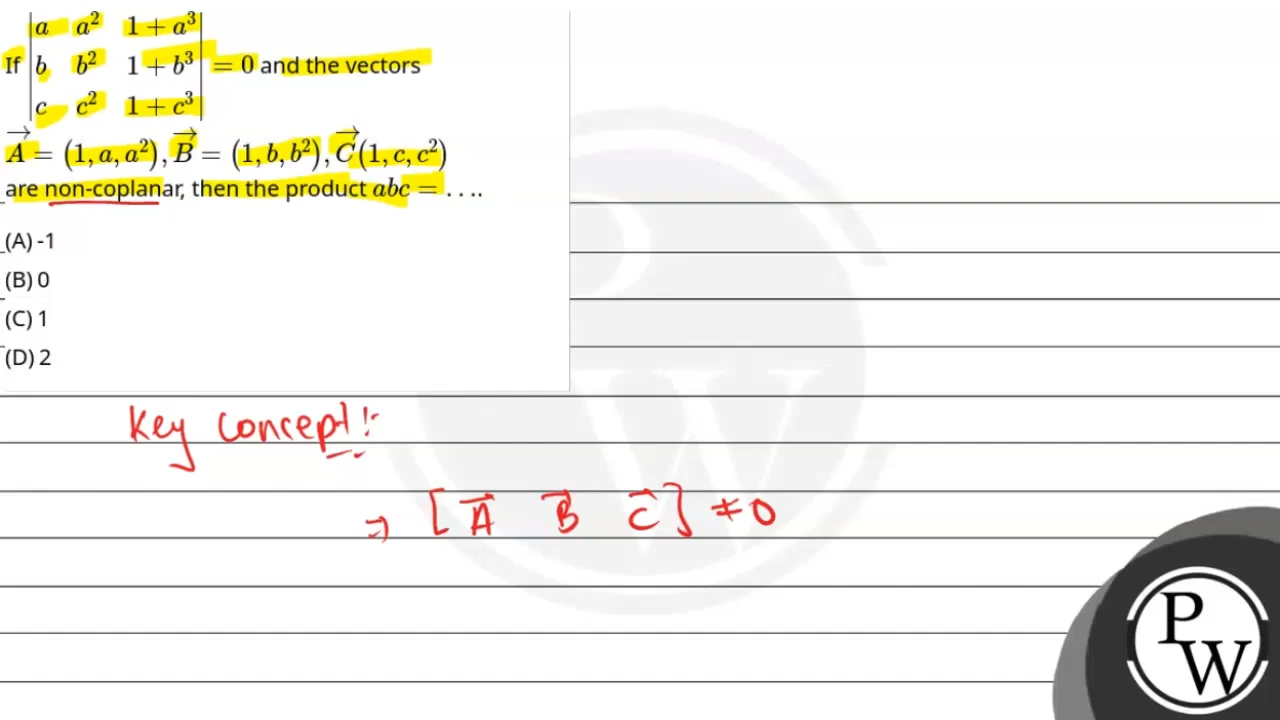 | a a² 1 + a³ |
If | b b² 1 + b³ | = 0 and the vectors
| c c² 1 + c³ |
A⃗ = (1, a, a²), B⃗ = (1, b, b²), C⃗(1, c, c²)
are non-coplanar, then the product abc = . . . .
(A) -1
(B) 0
(C) 1
(D) 2
Key Concept :-
⇒ [ A⃗ B⃗ C⃗ ] ≠ 0
PW
PW